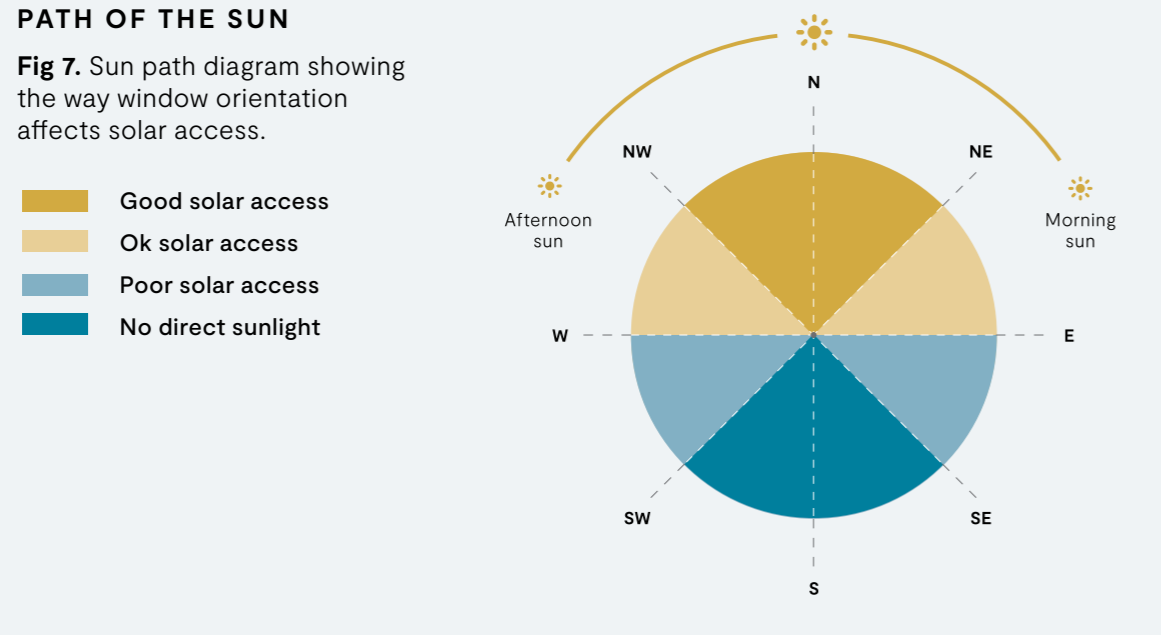 PATH OF THE SUN
Fig 7. Sun path diagram showing
the way window orientation
affects solar access.
Good solar access
Ok solar access
Poor solar access
No direct sunlight
N
NW
NE
Afternoon
sun
Morning
sun
W
E
SW
SE
S